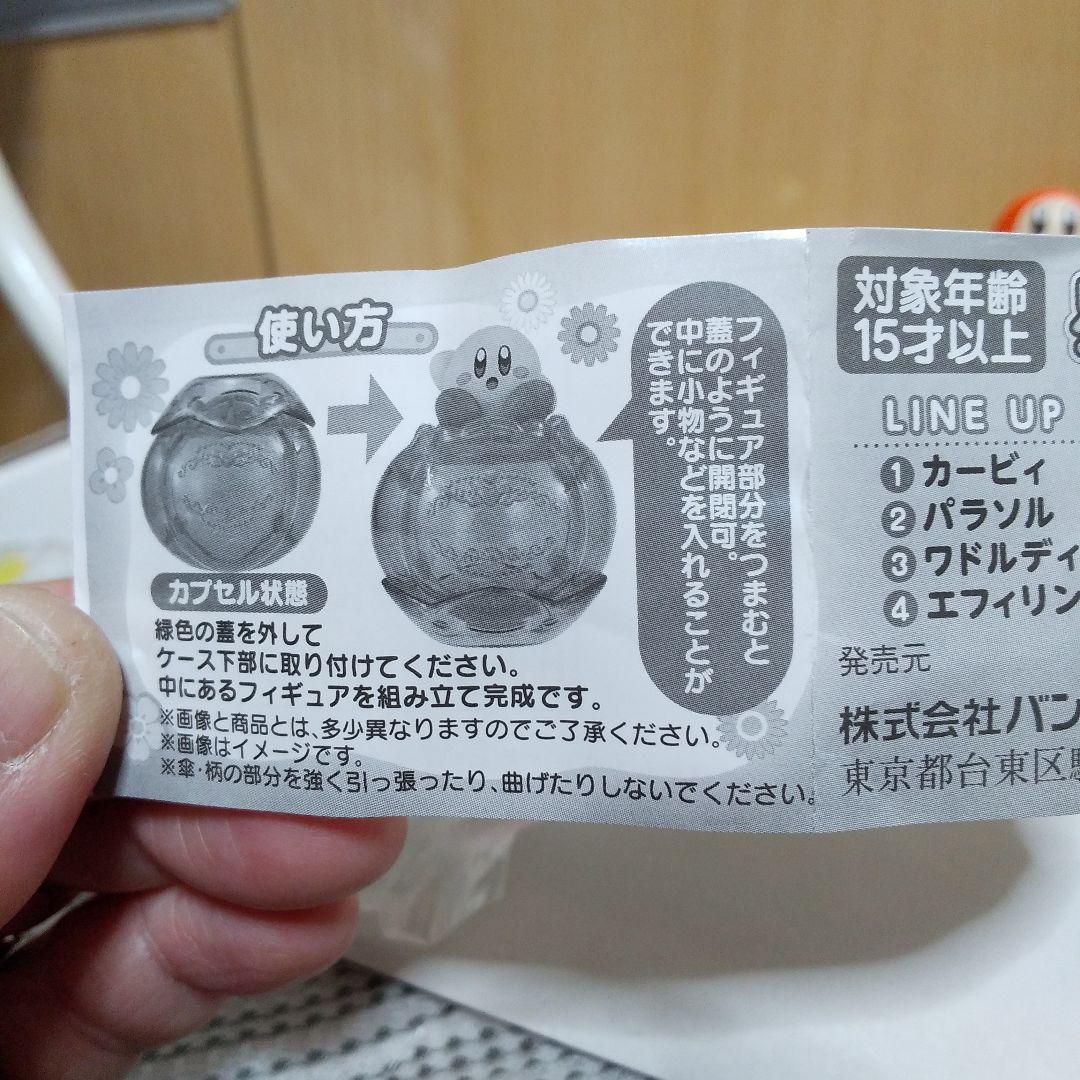 使い方
フィギュア部分をつまむと
蓋のように開閉可。
中に小物などを入れることが
できます。
カプセル状態
緑色の蓋を外して
ケース下部に取り付けてください。
中にあるフィギュアを組み立て完成です。
※画像と商品とは、多少異なりますのでご了承ください。
※画像はイメージです。
※傘・柄の部分を強く引っ張ったり、曲げたりしないでください。
対象年齢
15才以上
LINE UP
1 カービィ
2 パラソル
3 ワドルディ
4 エフィリン
発売元
株式会社バン
東京都台東区